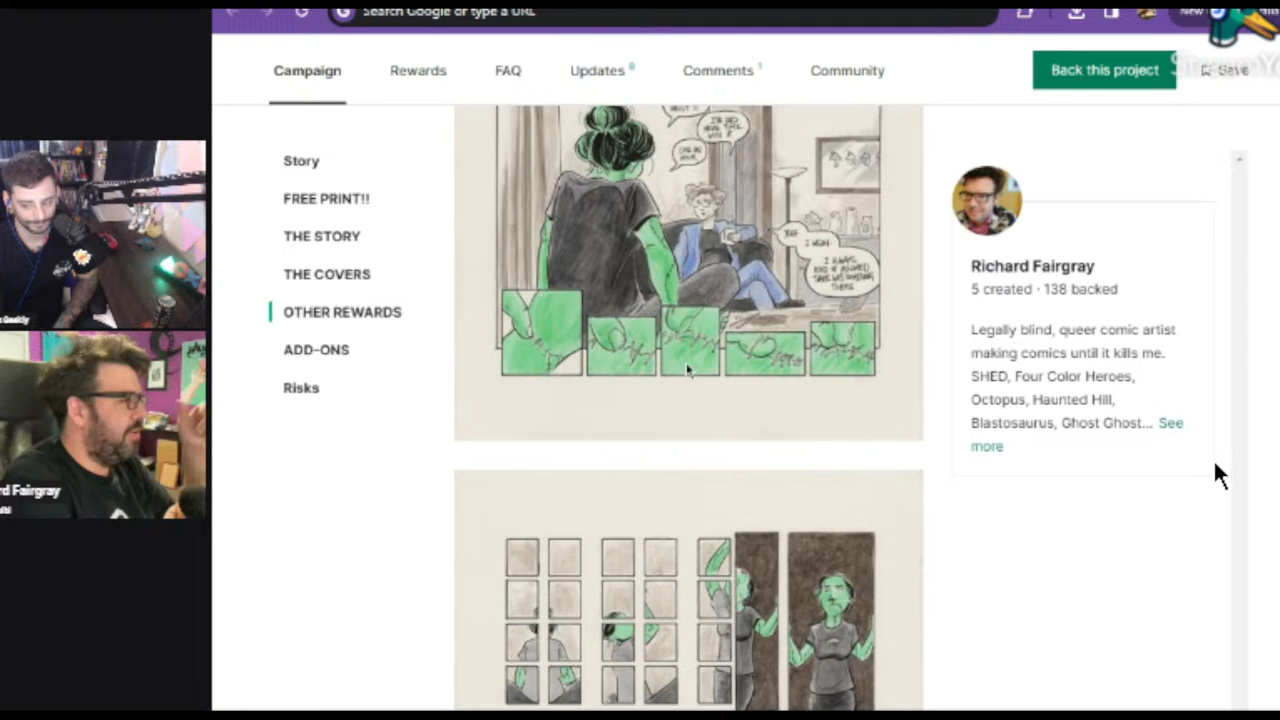 Search Google or type a URL
New
Campaign
Rewards
FAQ
Updates 8
Comments 1
Community
Back this project
Save
Story
FREE PRINT!!
THE STORY
THE COVERS
OTHER REWARDS
ADD-ONS
Risks
Richard Fairgray
5 created · 138 backed
Legally blind, queer comic artist
making comics until it kills me.
SHED, Four Color Heroes,
Octopus, Haunted Hill,
Blastosaurus, Ghost Ghost... See
more
rd Fairgray